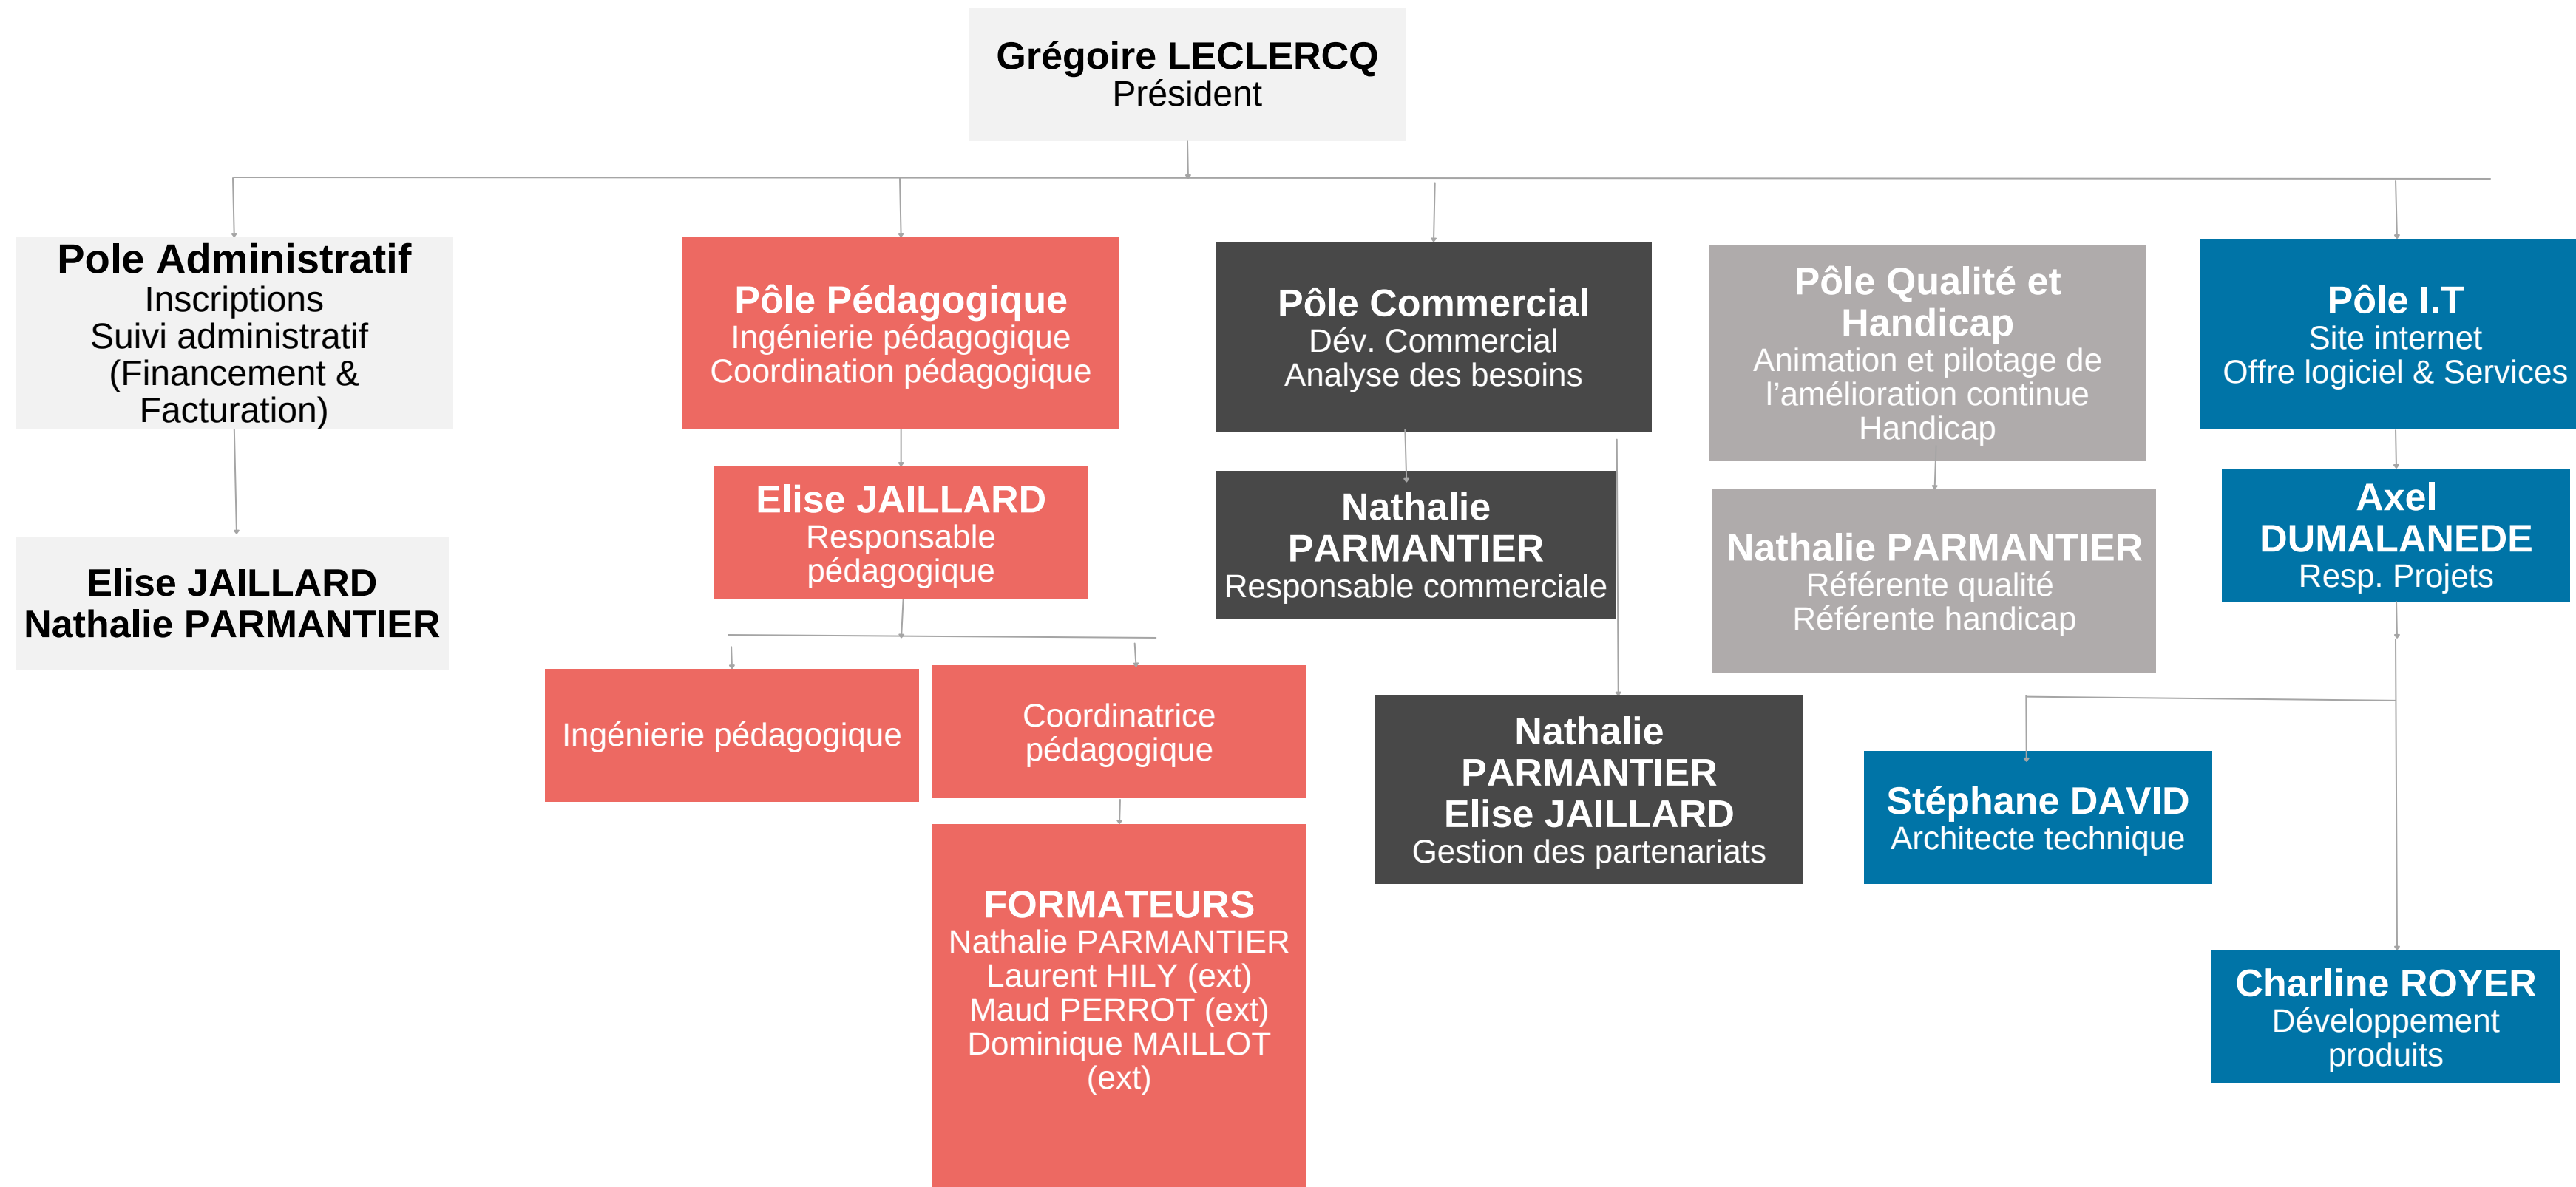 Grégoire LECLERCQ
Président
Pole Administratif
Inscriptions
Suivi administratif
(Financement &
Facturation)
Elise JAILLARD
Nathalie PARMANTIER
Pôle Pédagogique
Ingénierie pédagogique
Coordination pédagogique
Elise JAILLARD
Responsable
pédagogique
Ingénierie pédagogique
Coordinatrice
pédagogique
FORMATEURS
Nathalie PARMANTIER
Laurent HILY (ext)
Maud PERROT (ext)
Dominique MAILLOT
(ext)
Pôle Commercial
Dév. Commercial
Analyse des besoins
Nathalie
PARMANTIER
Responsable commerciale
Nathalie
PARMANTIER
Elise JAILLARD
Gestion des partenariats
Pôle Qualité et
Handicap
Animation et pilotage de
l’amélioration continue
Handicap
Nathalie PARMANTIER
Référente qualité
Référente handicap
Pôle I.T
Site internet
Offre logiciel & Services
Axel
DUMALANEDE
Resp. Projets
Stéphane DAVID
Architecte technique
Charline ROYER
Développement
produits